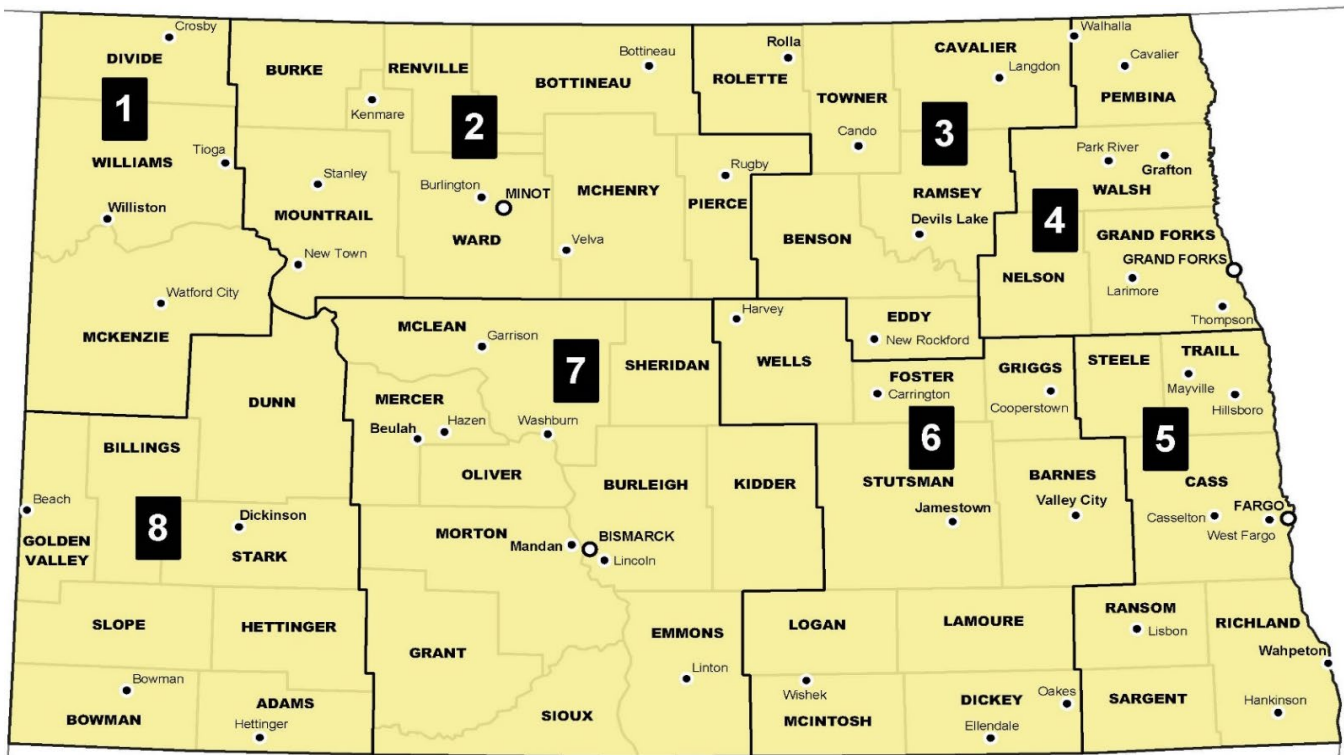 Crosby
DIVIDE
1
WILLIAMS
Tioga
Williston
Watford City
MCKENZIE
BURKE
RENVILLE
Bottineau
BOTTINEAU
Kenmare
2
Stanley
Burlington
MINOT
MOUNTRAIL
WARD
MCHENRY
Rugby
PIERCE
New Town
Velva
Rolla
ROLETTE
CAVALIER
Langdon
TOWNER
Cando
3
RAMSEY
Devils Lake
BENSON
EDDY
New Rockford
Walhalla
Cavalier
PEMBINA
Park River
Grafton
WALSH
4
GRAND FORKS
GRAND FORKS
NELSON
Larimore
Thompson
STEELE
TRAILL
Mayville
Hillsboro
5
CASS
Casselton
FARGO
West Fargo
RANSOM
Lisbon
RICHLAND
Wahpeton
SARGENT
Hankinson
Harvey
WELLS
FOSTER
Carrington
GRIGGS
Cooperstown
6
STUTSMAN
Jamestown
BARNES
Valley City
LOGAN
LAMOURE
Wishek
MCINTOSH
DICKEY
Oakes
Ellendale
MCLEAN
Garrison
SHERIDAN
7
MERCER
Hazen
Beulah
Washburn
OLIVER
BURLEIGH
KIDDER
MORTON
Mandan
BISMARCK
Lincoln
GRANT
EMMONS
Linton
SIOUX
DUNN
BILLINGS
Beach
GOLDEN
VALLEY
8
Dickinson
STARK
SLOPE
HETTINGER
Bowman
BOWMAN
ADAMS
Hettinger